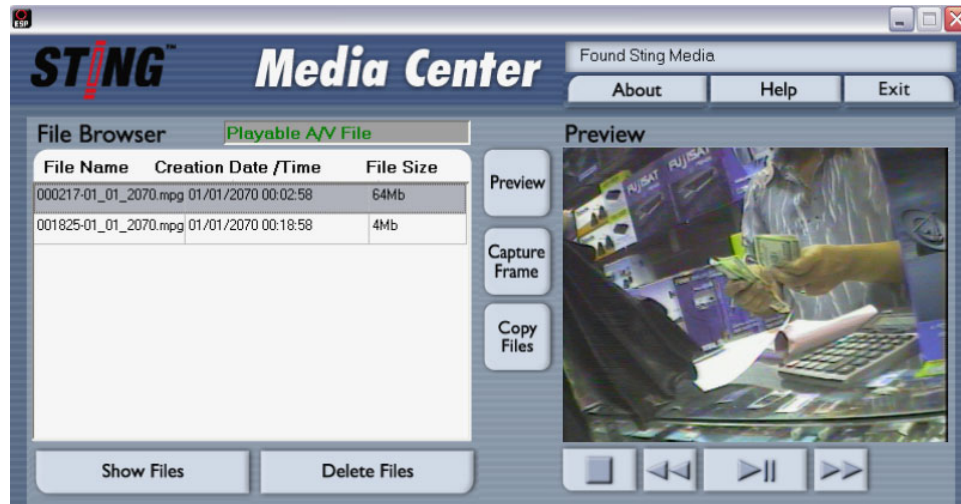 ESP
STING™ Media Center
Found Sting Media
About Help Exit
File Browser Playable A/V File Preview
File Name Creation Date /Time File Size
000217-01_01_2070.mpg 01/01/2070 00:02:58 64Mb
001825-01_01_2070.mpg 01/01/2070 00:18:58 4Mb
Preview
Capture
Frame
Copy
Files
FUJISAT
FUJISAT
Show Files Delete Files